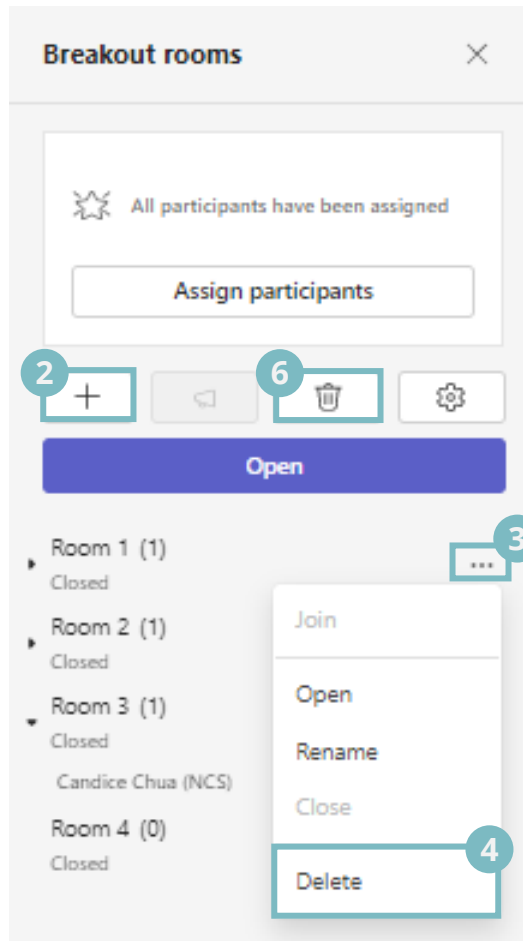 Breakout rooms
All participants have been assigned
Assign participants
2
6
Open
3
Room 1 (1)
...
Closed
Join
Room 2 (1)
Closed
Open
Room 3 (1)
Closed
Rename
Candice Chua (NCS)
Close
Room 4 (0)
4
Closed
Delete